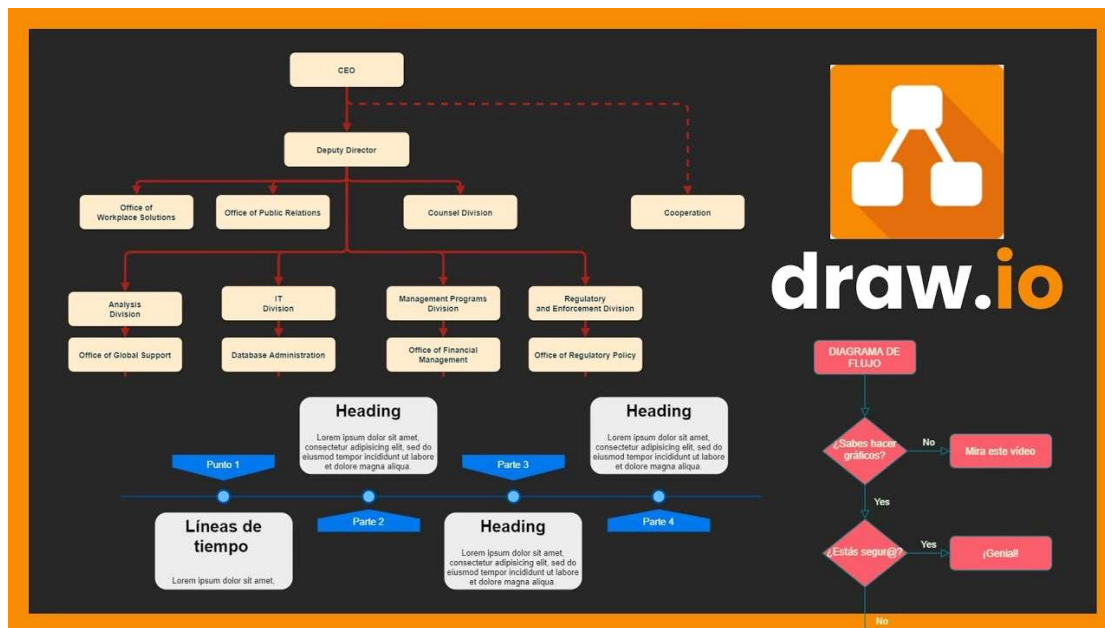 CEO
Deputy Director
Office of
Workplace Solutions
Office of Public Relations
Counsel Division
Cooperation
Analysis
Division
IT
Division
Management Programs
Division
Regulatory
and Enforcement Division
Office of Global Support
Database Administration
Office of Financial
Management
Office of Regulatory Policy
draw.io
Heading
Lorem ipsum dolor sit amet,
consectetur adipisicing elit, sed do
eiusmod tempor incididunt ut labore
et dolore magna aliqua.
Heading
Lorem ipsum dolor sit amet,
consectetur adipisicing elit, sed do
eiusmod tempor incididunt ut labore
et dolore magna aliqua.
Punto 1
Parte 3
Parte 2
Parte 4
Líneas de
tiempo
Lorem ipsum dolor sit amet,
Heading
Lorem ipsum dolor sit amet,
consectetur adipisicing elit, sed do
eiusmod tempor incididunt ut labore
et dolore magna aliqua.
DIAGRAMA DE
FLUJO
¿Sabes hacer
gráficos?
No
Mira este vídeo
Yes
¿Estás segur@?
Yes
¡Genial!
No